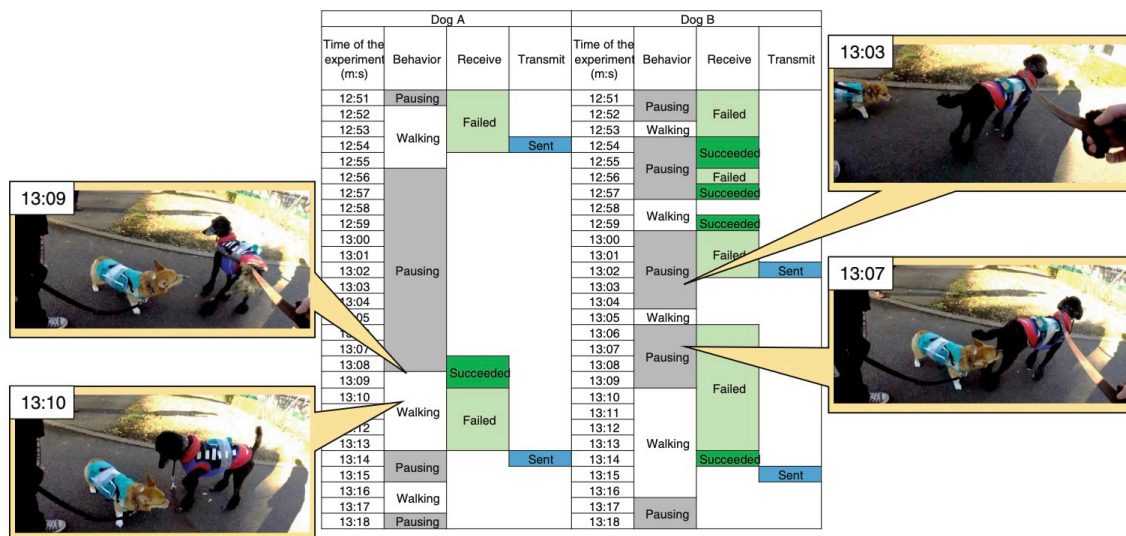 Dog A Dog B
Time of the experiment (m:s) Behavior Receive Transmit Time of the experiment (m:s) Behavior Receive Transmit
12:51 Pausing 12:51
12:52 Failed 12:52 Pausing Failed
12:53 Walking 12:53 Walking
12:54 Sent 12:54
12:55 12:55 Pausing Succeeded
12:56 12:56 Failed
12:57 12:57 Succeeded
12:58 12:58 Walking
12:59 12:59 Succeeded
13:00 13:00
13:01 Pausing 13:01 Failed
13:02 13:02 Pausing Sent
13:03 13:03
13:04 13:04
:05 13:05 Walking
13:06
13:07 13:07 Pausing
13:08 Succeeded 13:08
13:09 13:09 Failed
13:10 13:10
Walking Failed 13:11
:12 13:12 Walking
13:13 13:13
13:14 Sent 13:14 Succeeded
13:15 Pausing 13:15 Sent
13:16 Walking 13:16
13:17 13:17 Pausing
13:18 Pausing 13:18
13:09
13:10
13:03
13:07